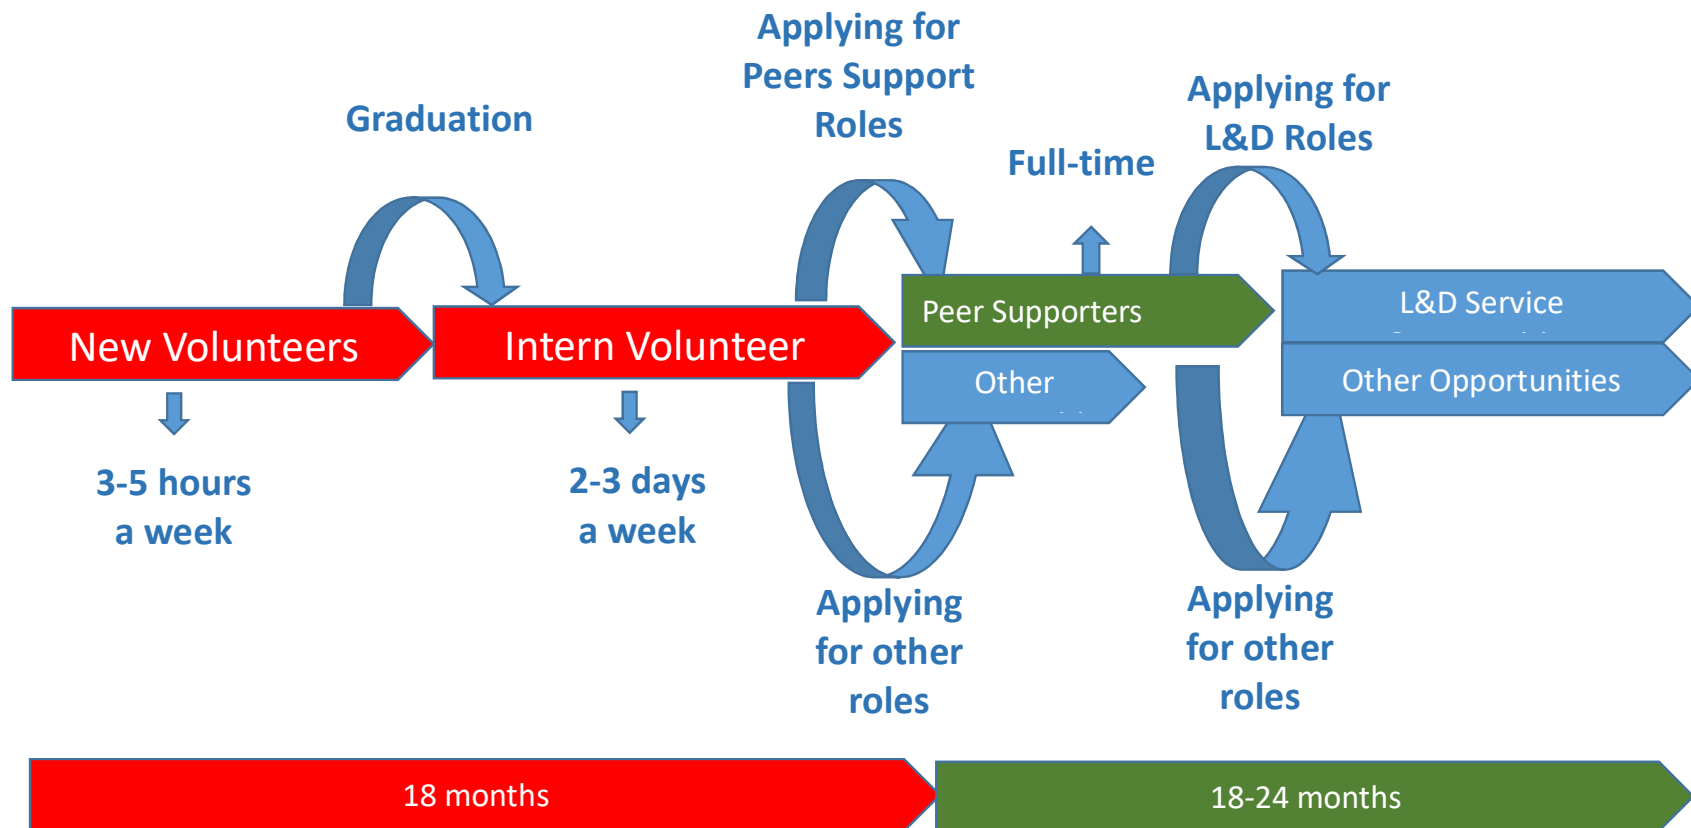 Applying for
Peers Support
Roles
Graduation
Full-time
Applying for
L&D Roles
New Volunteers
Intern Volunteer
Peer Supporters
Other
L&D Service
Other Opportunities
3-5 hours
a week
2-3 days
a week
Applying
for other
roles
Applying
for other
roles
18 months
18-24 months